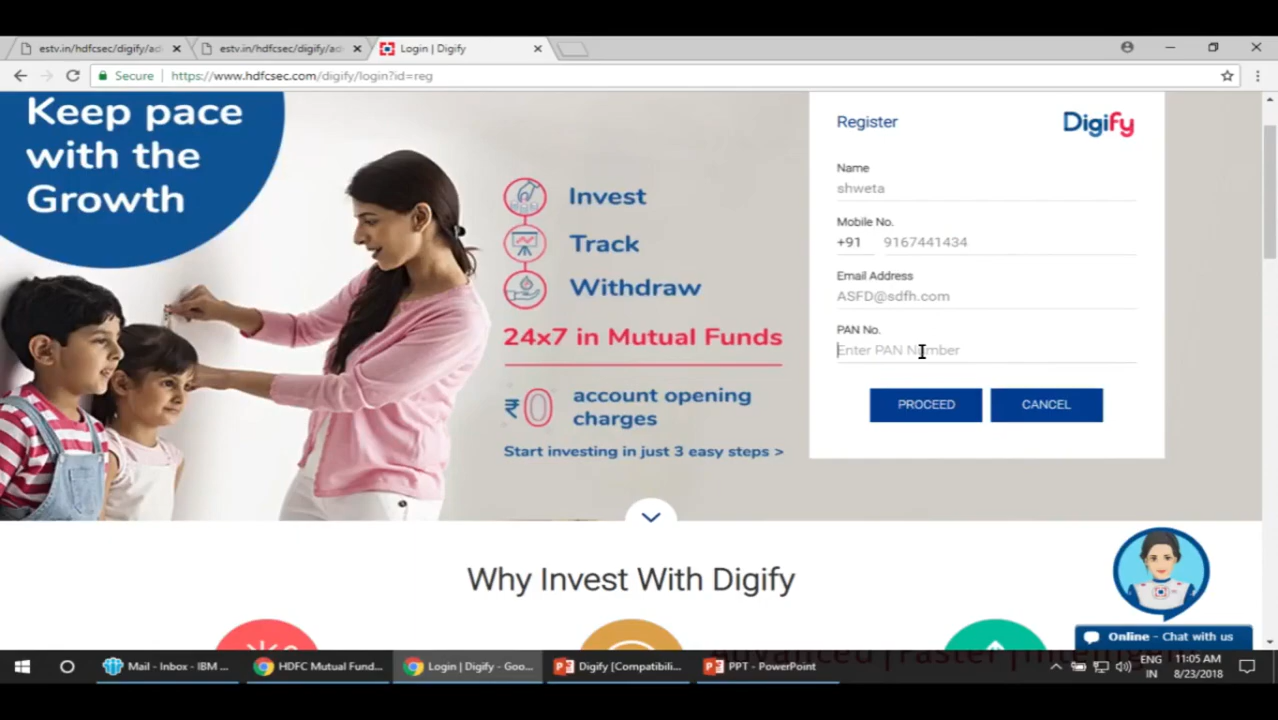 estv.in/hdfcsec/digify/ad
estv.in/hdfcsec/digify/ad
Login | Digify
Secure
https://www.hdfcsec.com/digify/login?id=reg
Keep pace
with the
Growth
Invest
Track
Withdraw
24x7 in Mutual Funds
₹0 account opening
charges
Start investing in just 3 easy steps >
Register
Digify
Name
shweta
Mobile No.
+91 9167441434
Email Address
ASFD@sdfh.com
PAN No.
Enter PAN Number
PROCEED CANCEL
Why Invest With Digify
Online - Chat with us
Mail - Inbox - IBM ...
HDFC Mutual Fund...
Login | Digify - Goo...
Digify [Compatibili...
PPT - PowerPoint
ENG
IN
11:05 AM
8/23/2018